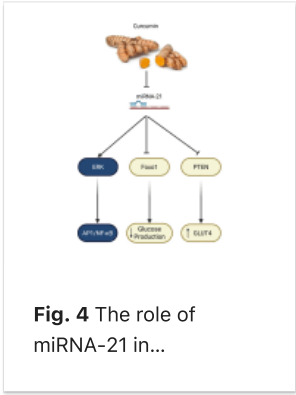 Curcumin
miRNA-21
ERK Foxo1 PTEN
AP1/NF-κB Glucose GLUT4
Production
Fig. 4 The role of
miRNA-21 in...